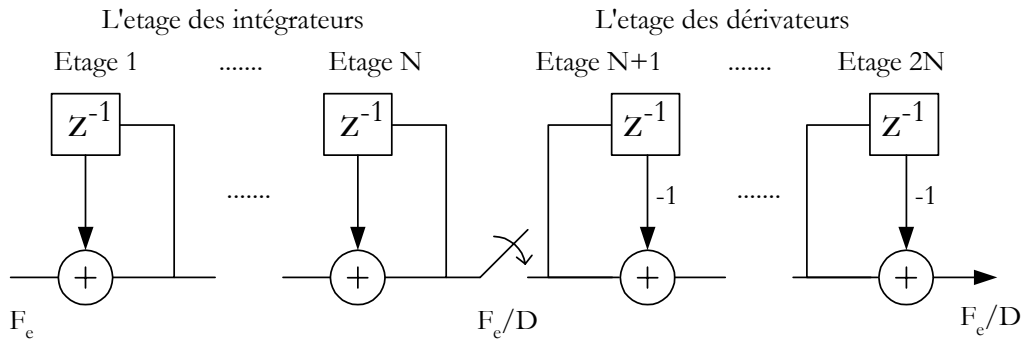 L'etage des intégrateurs
L'etage des dérivateurs
Etage 1 ....... Etage N Etage N+1 ....... Etage 2N
z-1 z-1 z-1 z-1
....... -1 ....... -1
+ + + +
Fe Fe/D Fe/D